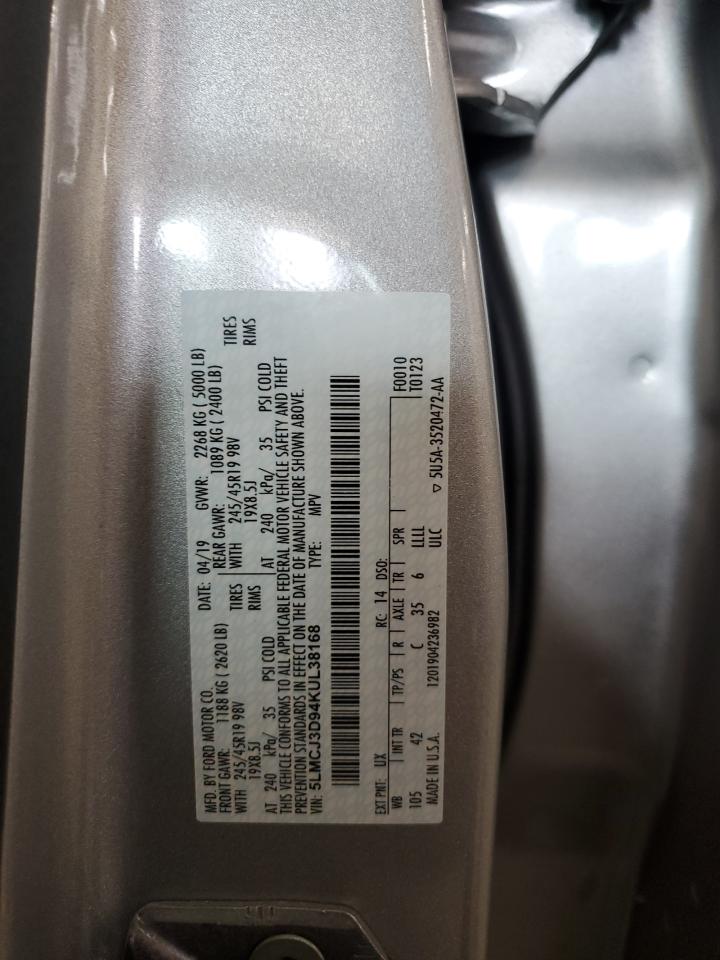 MFD. BY FORD MOTOR CO. DATE: 04/19 GVWR: 2268 KG ( 5000 LB)
FRONT GAWR: 1188 KG ( 2620 LB) REAR GAWR: 1089 KG ( 2400 LB)
WITH 245/45R19 98V TIRES WITH 245/45R19 98V TIRES
19X8.5J RIMS 19X8.5J RIMS
AT 240 kPa/ 35 PSI COLD AT 240 kPa/ 35 PSI COLD
THIS VEHICLE CONFORMS TO ALL APPLICABLE FEDERAL MOTOR VEHICLE SAFETY AND THEFT
PREVENTION STANDARDS IN EFFECT ON THE DATE OF MANUFACTURE SHOWN ABOVE.
VIN: 5LMCJ3D94KUL38168 TYPE: MPV
EXT PNT: UX RC: 14 DSO: F0010
WB INT TR TP/PS R AXLE TR SPR T0123
105 42 C 35 6 LLLL
MADE IN U.S.A. 1201904236982 ULC ▽ 5U5A-3520472-AA